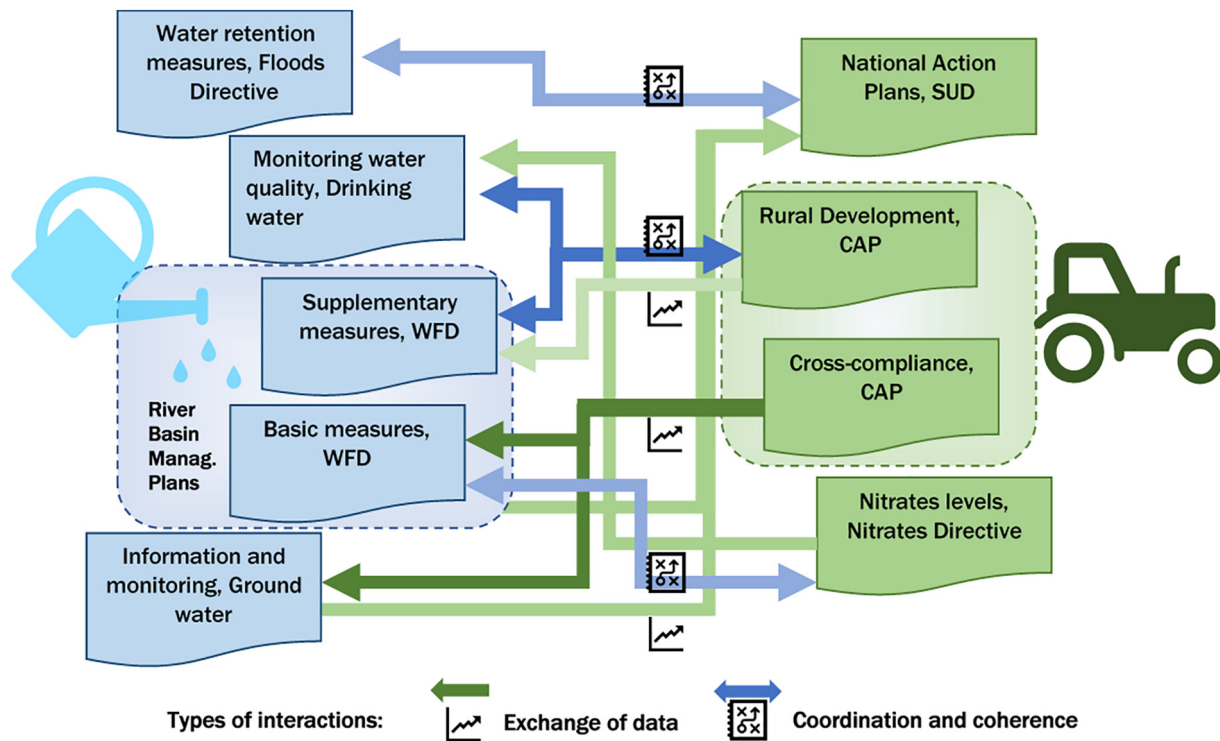 Water retention
measures, Floods
Directive
National Action
Plans, SUD
Monitoring water
quality, Drinking
water
Rural Development,
CAP
Supplementary
measures, WFD
Cross-compliance,
CAP
River
Basin
Manag.
Plans
Basic measures,
WFD
Nitrates levels,
Nitrates Directive
Information and
monitoring, Ground
water
Types of interactions:
Exchange of data
Coordination and coherence